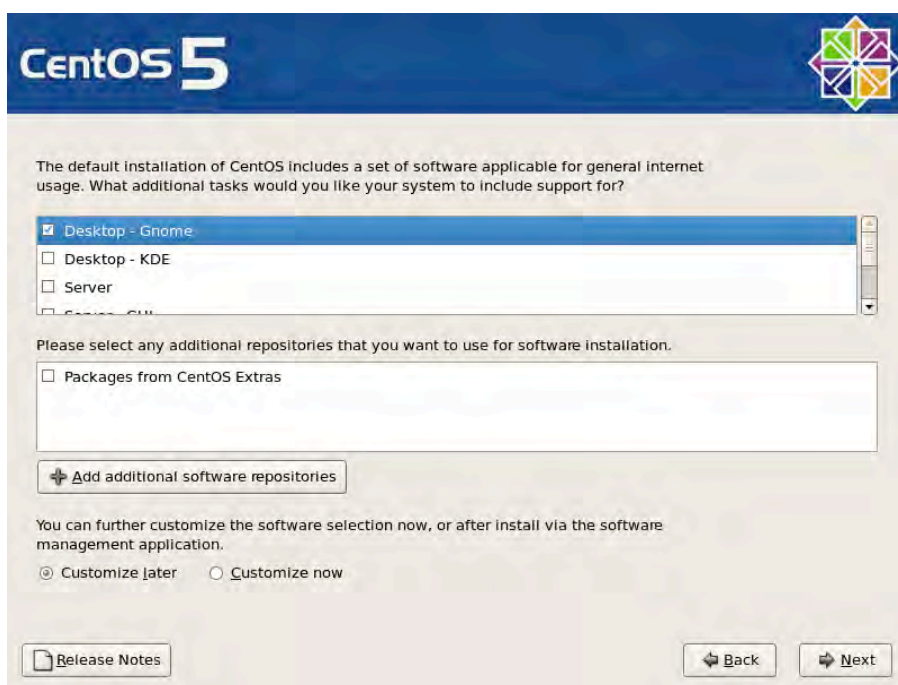 CentOS 5
The default installation of CentOS includes a set of software applicable for general internet
usage. What additional tasks would you like your system to include support for?
Desktop - Gnome
Desktop - KDE
Server
Please select any additional repositories that you want to use for software installation.
Packages from CentOS Extras
Add additional software repositories
You can further customize the software selection now, or after install via the software
management application.
Customize later Customize now
Release Notes Back Next